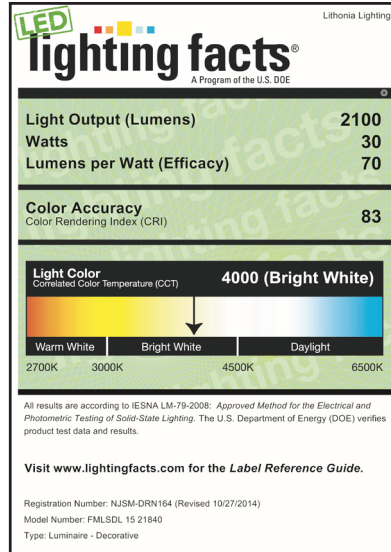 Lithonia Lighting
LED
lighting facts®
A Program of the U.S. DOE
Light Output (Lumens) 2100
Watts 30
Lumens per Watt (Efficacy) 70
Color Accuracy
Color Rendering Index (CRI) 83
Light Color
Correlated Color Temperature (CCT) 4000 (Bright White)
Warm White Bright White Daylight
2700K 3000K 4500K 6500K
All results are according to IESNA LM-79-2008: Approved Method for the Electrical and
Photometric Testing of Solid-State Lighting. The U.S. Department of Energy (DOE) verifies
product test data and results.
Visit www.lightingfacts.com for the Label Reference Guide.
Registration Number: NJSM-DRN164 (Revised 10/27/2014)
Model Number: FMLSDL 15 21840
Type: Luminaire - Decorative